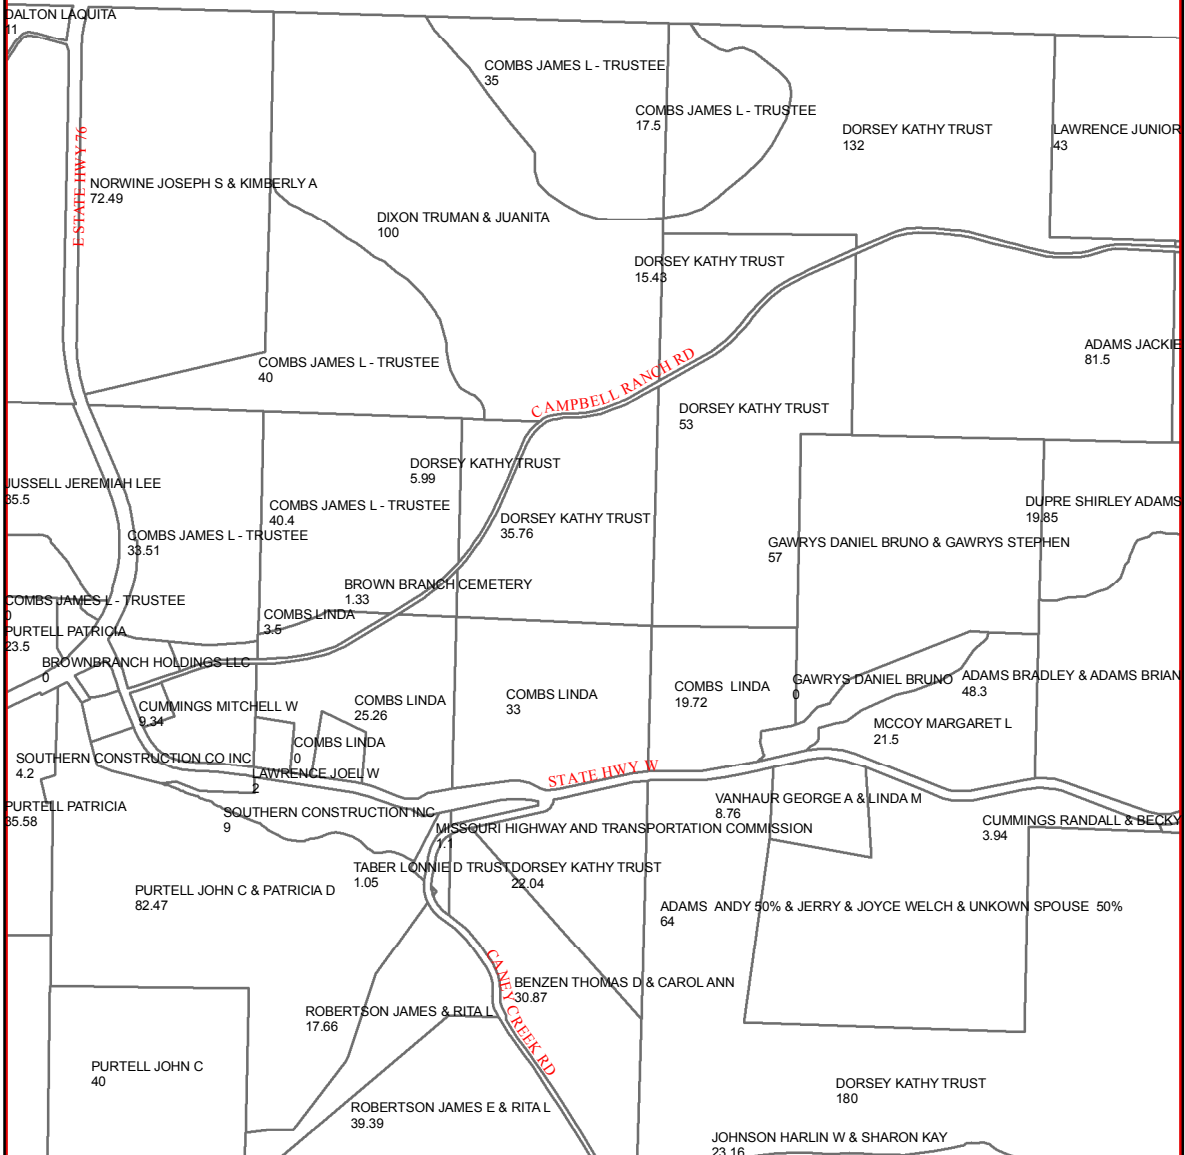 DALTON LAQUITA
11
COMBS JAMES L - TRUSTEE
35
COMBS JAMES L - TRUSTEE
17.5
DORSEY KATHY TRUST
132
LAWRENCE JUNIOR
43
E STATE HWY 76
NORWINE JOSEPH S & KIMBERLY A
72.49
DIXON TRUMAN & JUANITA
100
DORSEY KATHY TRUST
15.43
ADAMS JACKIE
81.5
COMBS JAMES L - TRUSTEE
40
CAMPBELL RANCH RD
DORSEY KATHY TRUST
53
DORSEY KATHY TRUST
5.99
JUSSELL JEREMIAH LEE
35.5
COMBS JAMES L - TRUSTEE
40.4
DORSEY KATHY TRUST
35.76
DUPRE SHIRLEY ADAMS
19.85
COMBS JAMES L - TRUSTEE
33.51
GAWRYS DANIEL BRUNO & GAWRYS STEPHEN
57
BROWN BRANCH CEMETERY
1.33
COMBS JAMES L - TRUSTEE
0
COMBS LINDA
3.5
PURTELL PATRICIA
23.5
BROWNBRANCH HOLDINGS LLC
0
GAWRYS DANIEL BRUNO
0
ADAMS BRADLEY & ADAMS BRIAN
48.3
COMBS LINDA
19.72
COMBS LINDA
33
COMBS LINDA
25.26
CUMMINGS MITCHELL W
9.34
MCCOY MARGARET L
21.5
COMBS LINDA
0
SOUTHERN CONSTRUCTION CO INC
4.2
LAWRENCE JOEL W
2
STATE HWY W
PURTELL PATRICIA
35.58
SOUTHERN CONSTRUCTION INC
9
VANHAUR GEORGE A & LINDA M
8.76
CUMMINGS RANDALL & BECKY
3.94
MISSOURI HIGHWAY AND TRANSPORTATION COMMISSION
1.1
TABER LONNIE D TRUST
1.05
DORSEY KATHY TRUST
22.04
PURTELL JOHN C & PATRICIA D
82.47
ADAMS ANDY 50% & JERRY & JOYCE WELCH & UNKOWN SPOUSE 50%
64
CANEY CREEK RD
BENZEN THOMAS D & CAROL ANN
30.87
ROBERTSON JAMES & RITA L
17.66
PURTELL JOHN C
40
DORSEY KATHY TRUST
180
ROBERTSON JAMES E & RITA L
39.39
JOHNSON HARLIN W & SHARON KAY
23.16